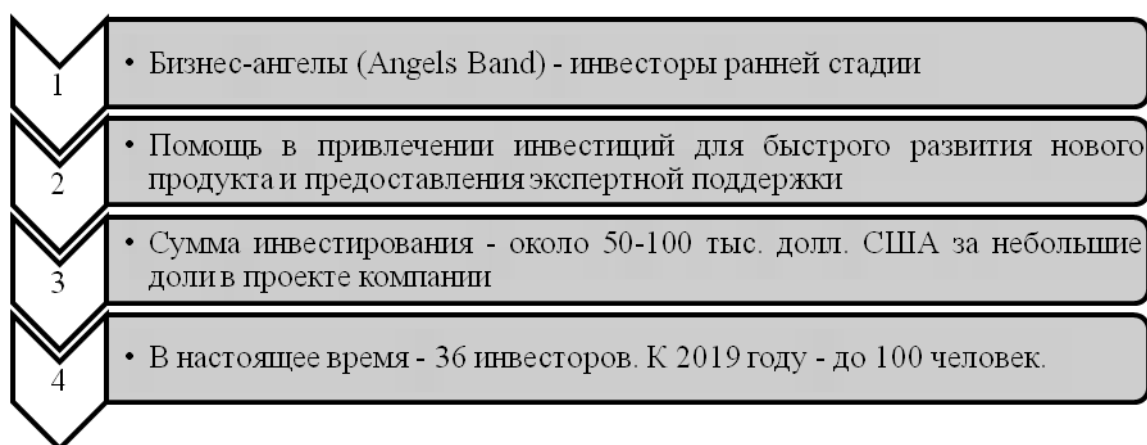 1
• Бизнес-ангелы (Angels Band) - инвесторы ранней стадии
2
• Помощь в привлечении инвестиций для быстрого развития нового
продукта и предоставления экспертной поддержки
3
• Сумма инвестирования - около 50-100 тыс. долл. США за небольшие
доли в проекте компании
4
• В настоящее время - 36 инвесторов. К 2019 году - до 100 человек.